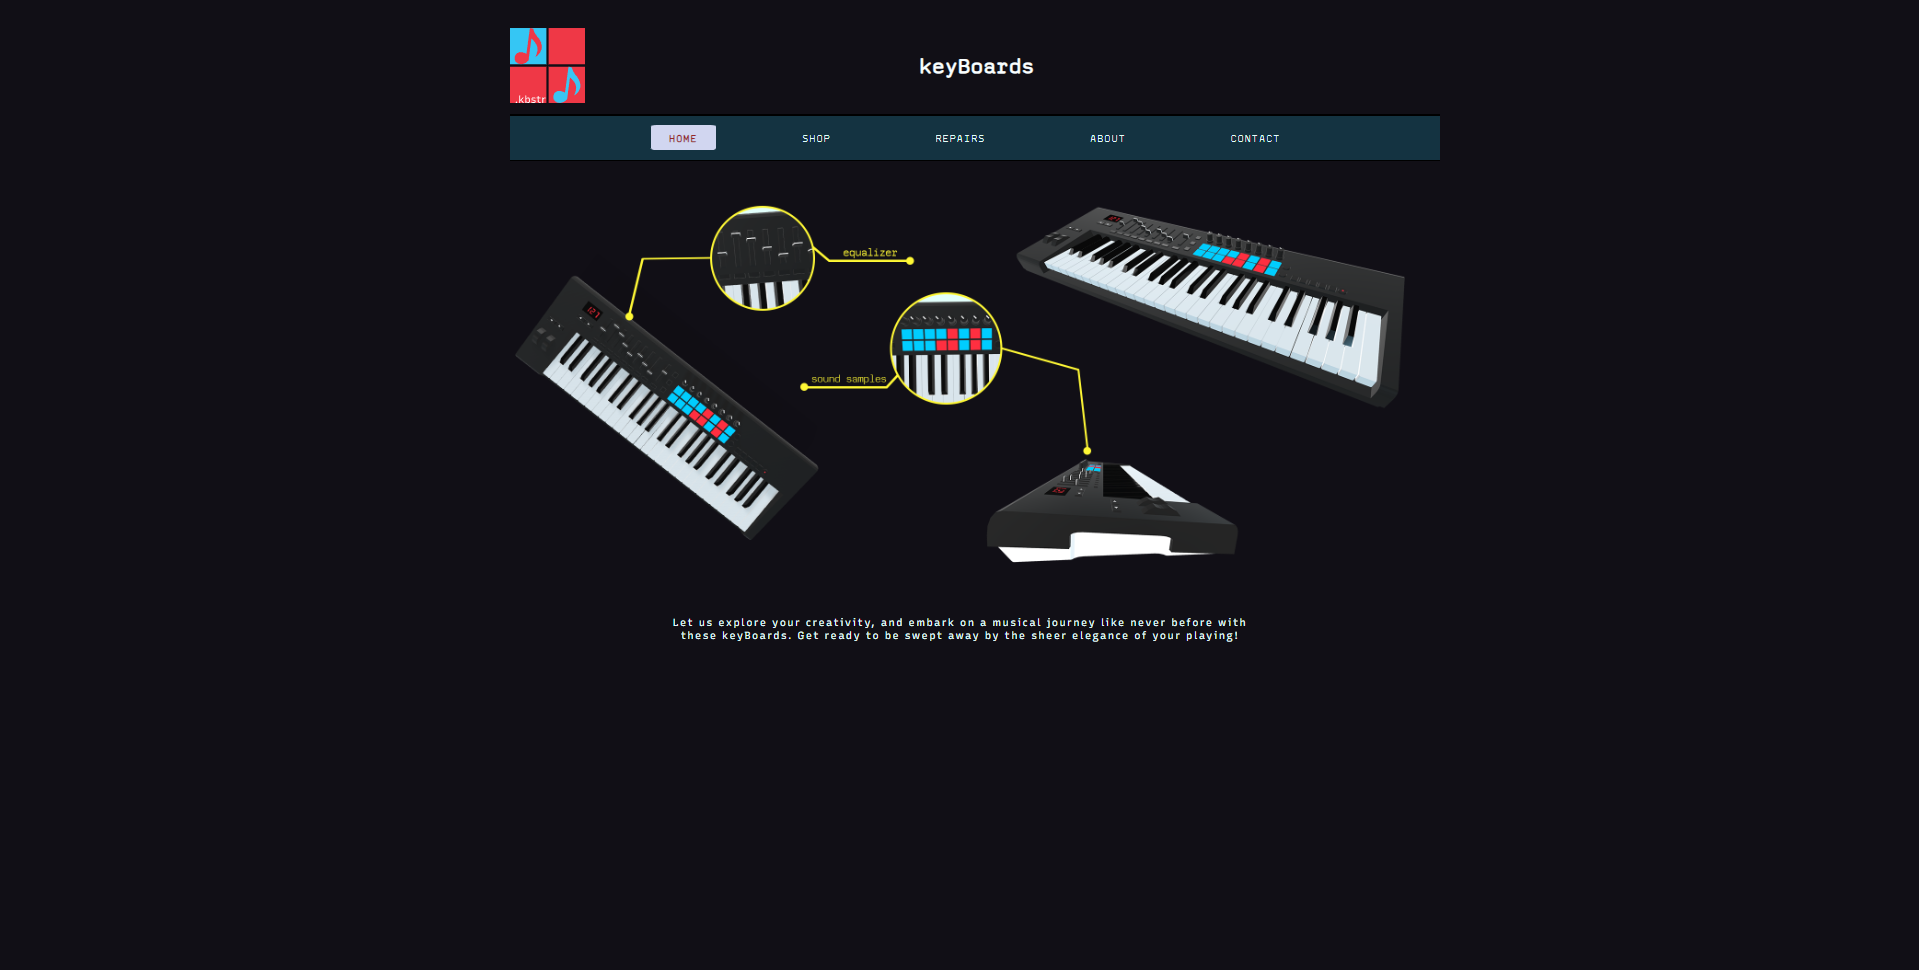 .kbstr
keyBoards
HOME SHOP REPAIRS ABOUT CONTACT
equalizer
127
sound samples
Let us explore your creativity, and embark on a musical journey like never before with
these keyBoards. Get ready to be swept away by the sheer elegance of your playing!